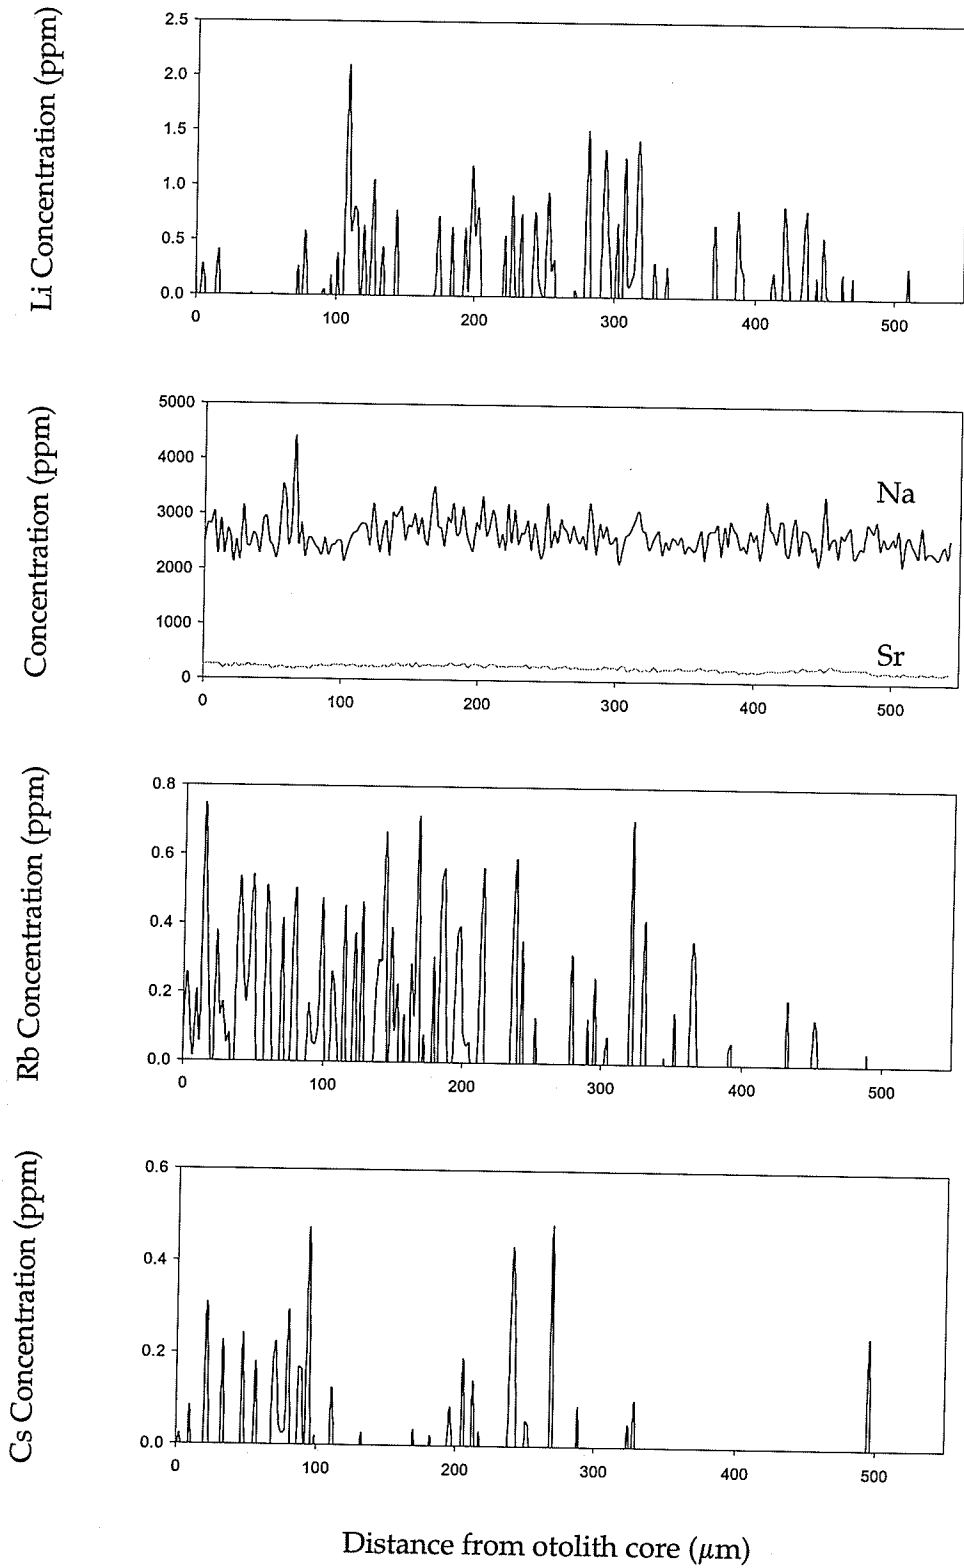 Li Concentration (ppm)
2.5
2.0
1.5
1.0
0.5
0.0
0 100 200 300 400 500
Concentration (ppm)
5000
4000
3000
2000
1000
0
Na
Sr
0 100 200 300 400 500
Rb Concentration (ppm)
0.8
0.6
0.4
0.2
0.0
0 100 200 300 400 500
Cs Concentration (ppm)
0.6
0.4
0.2
0.0
0 100 200 300 400 500
Distance from otolith core (μm)